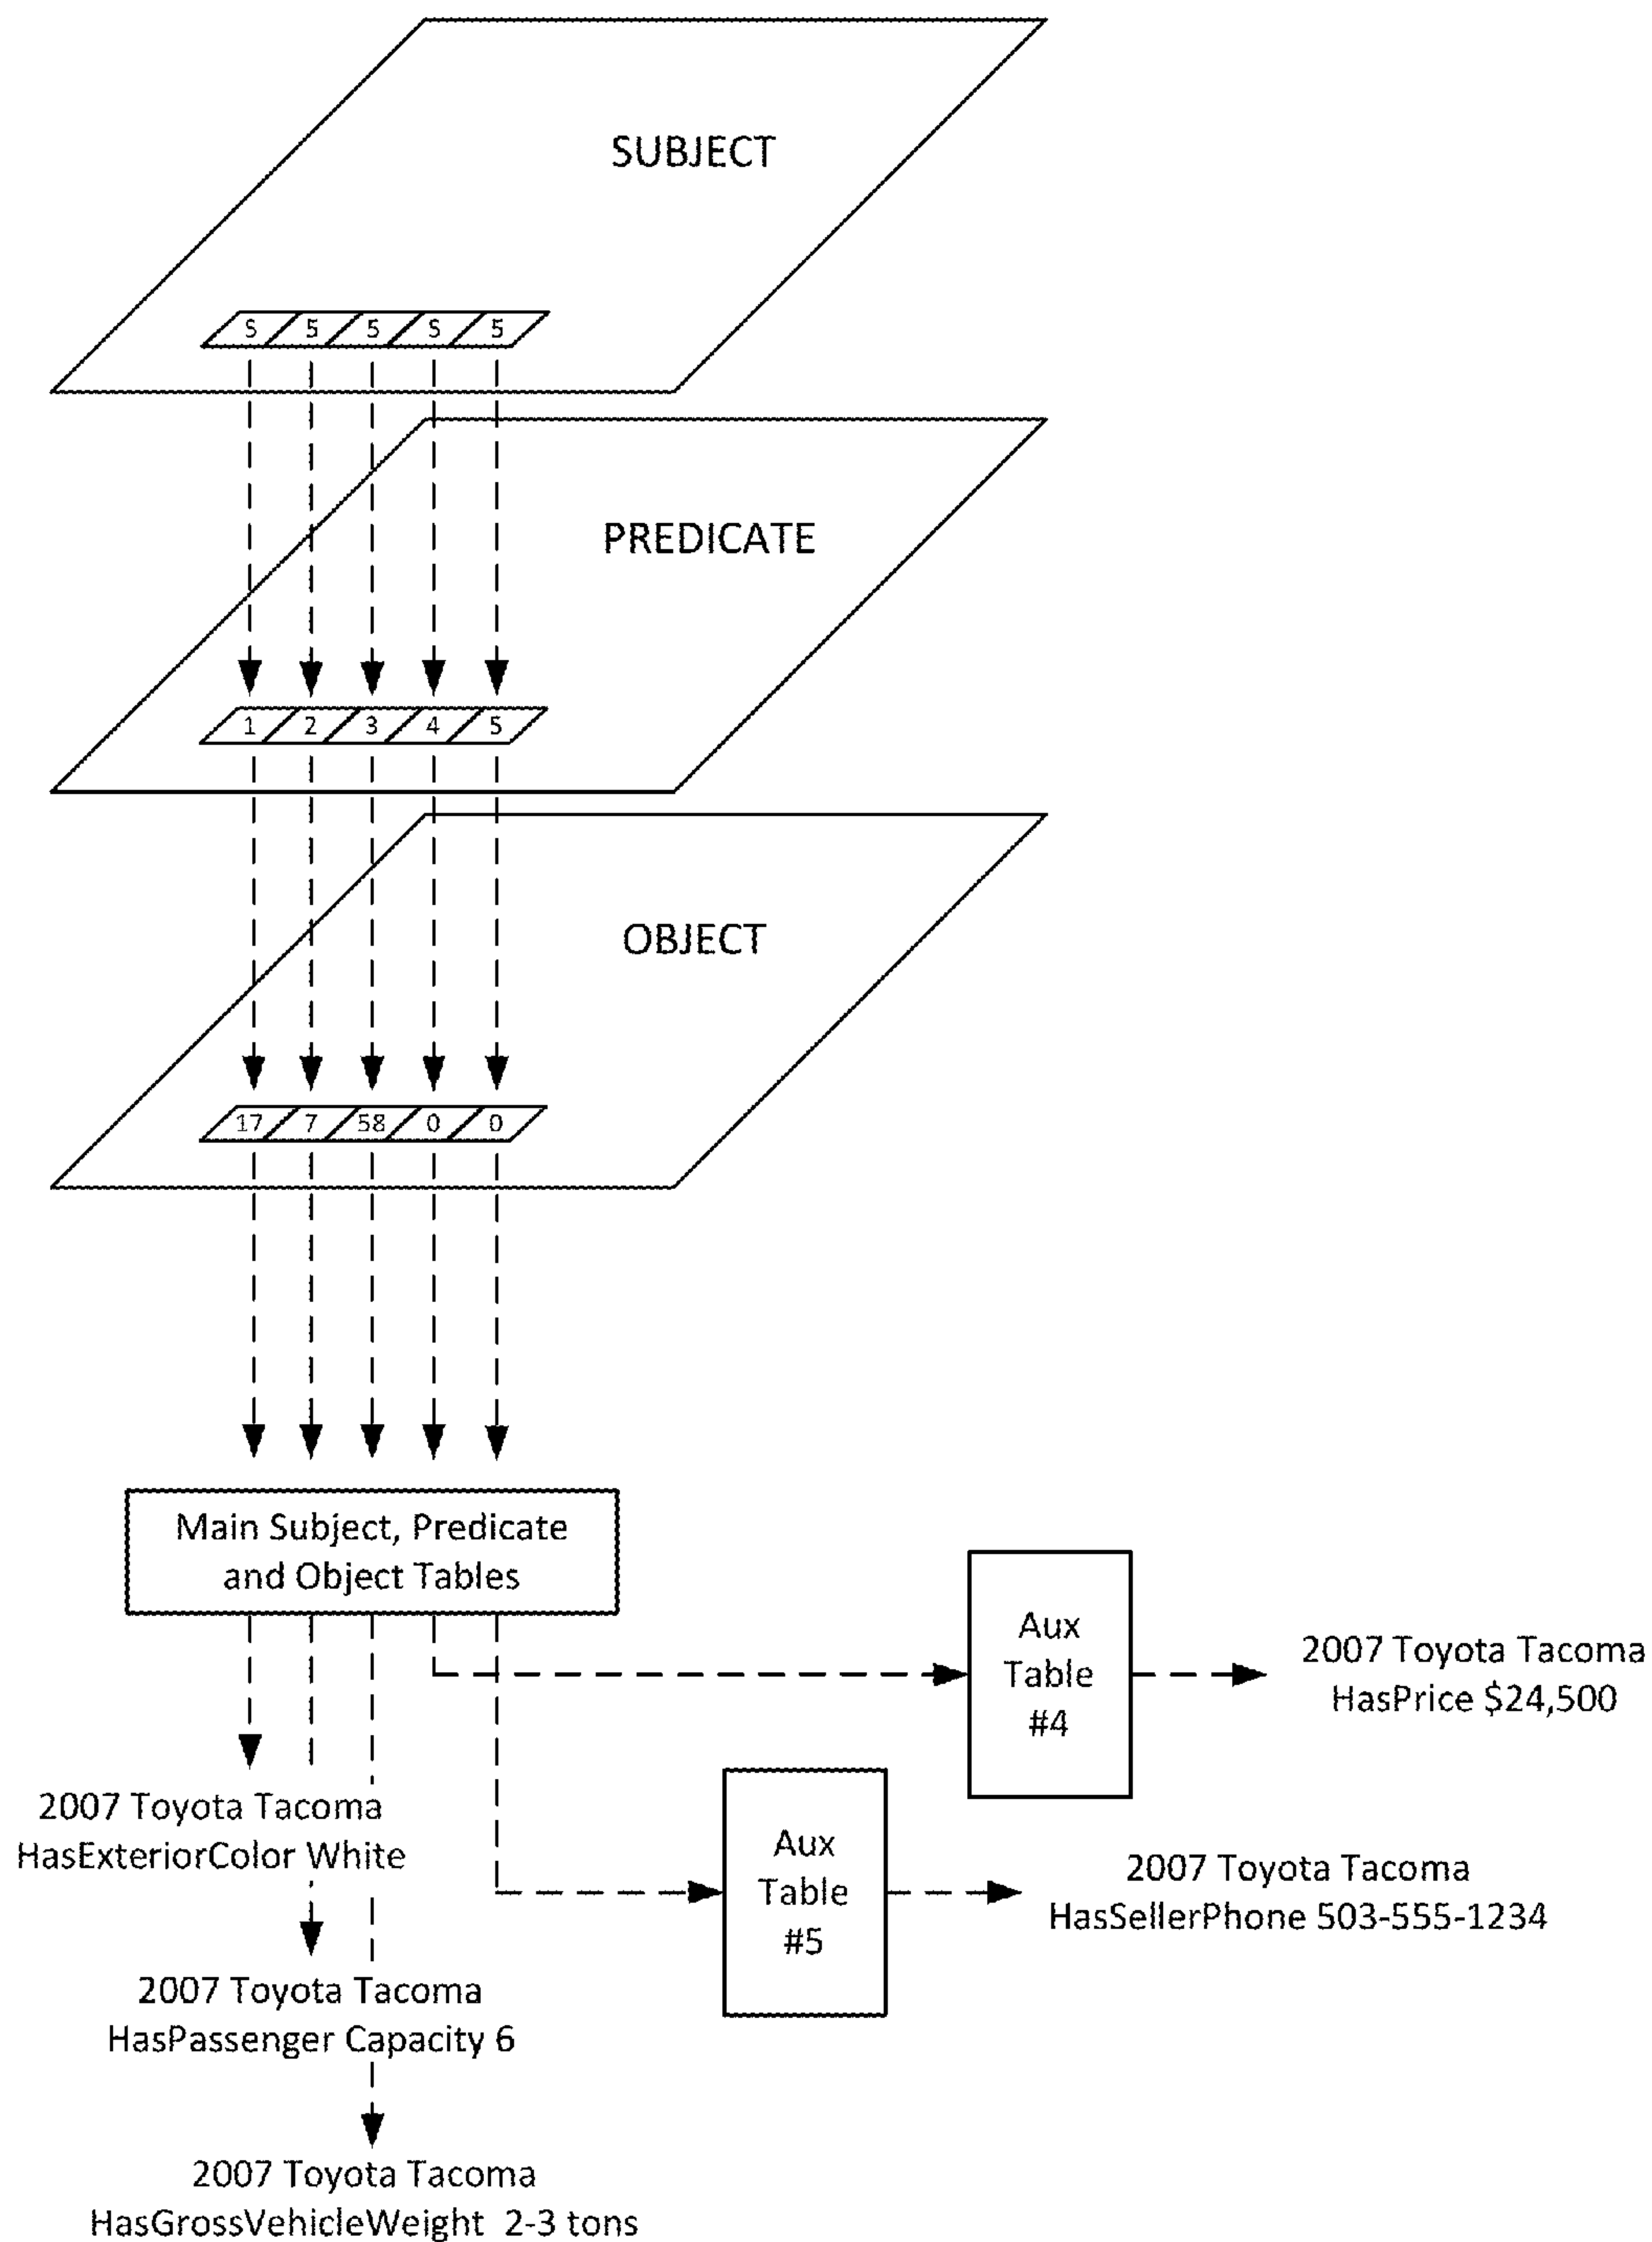 SUBJECT
S 5 5 S 5
PREDICATE
1 2 3 4 5
OBJECT
17 7 58 0 0
Main Subject, Predicate
and Object Tables
Aux
Table
#4
2007 Toyota Tacoma
HasPrice $24,500
2007 Toyota Tacoma
HasExteriorColor White
Aux
Table
#5
2007 Toyota Tacoma
HasSellerPhone 503-555-1234
2007 Toyota Tacoma
HasPassenger Capacity 6
2007 Toyota Tacoma
HasGrossVehicleWeight 2-3 tons